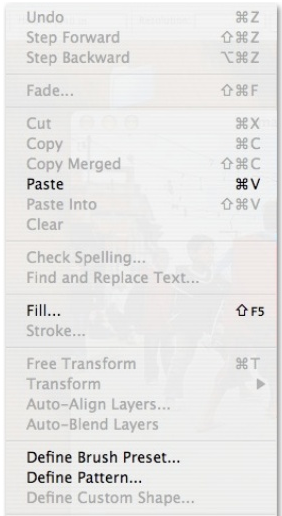 Undo ⌘Z
Step Forward ⇧⌘Z
Step Backward ⌥⌘Z
Fade... ⇧⌘F
Cut ⌘X
Copy ⌘C
Copy Merged ⇧⌘C
Paste ⌘V
Paste Into ⇧⌘V
Clear
Check Spelling...
Find and Replace Text...
Fill... ⇧F5
Stroke...
Free Transform ⌘T
Transform ▶
Auto-Align Layers...
Auto-Blend Layers
Define Brush Preset...
Define Pattern...
Define Custom Shape...